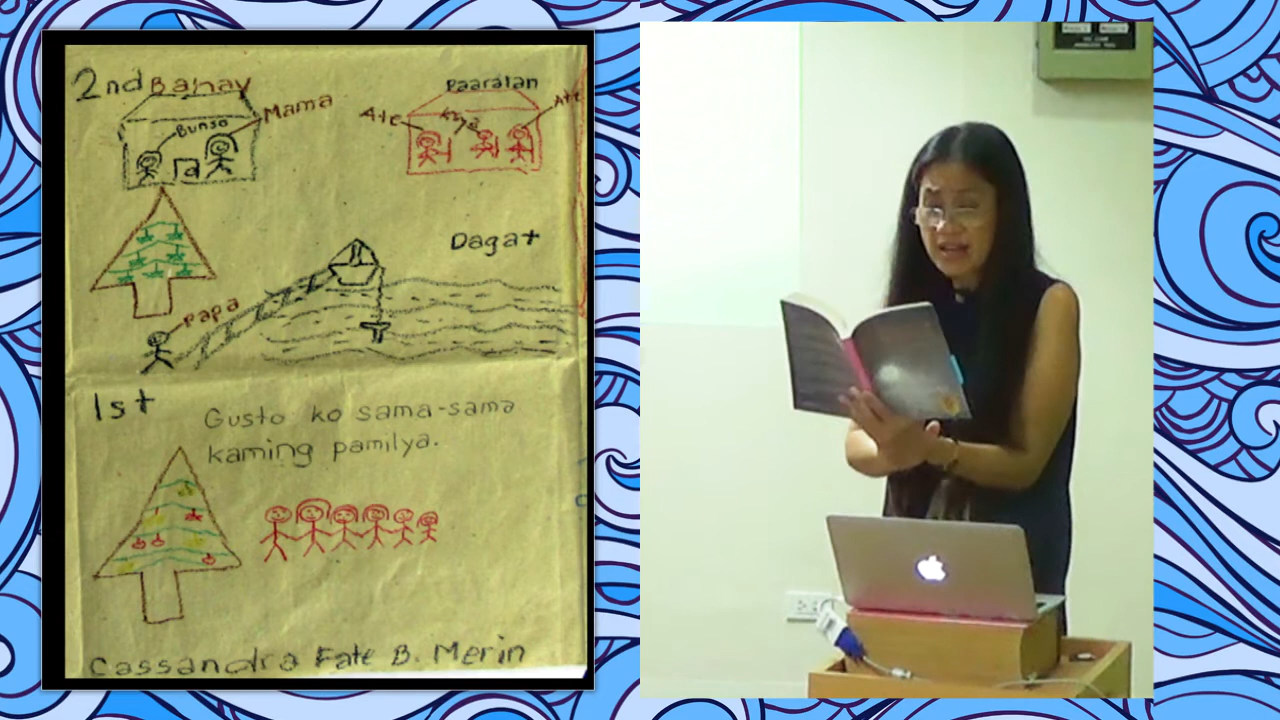 2nd Bahay
Paaralan
Bunso
Mama
Ate
Kuya
Ate
Dagat
Papa
1st
Gusto ko sama-sama
kaming pamilya.
Cassandra Fate B. Merin